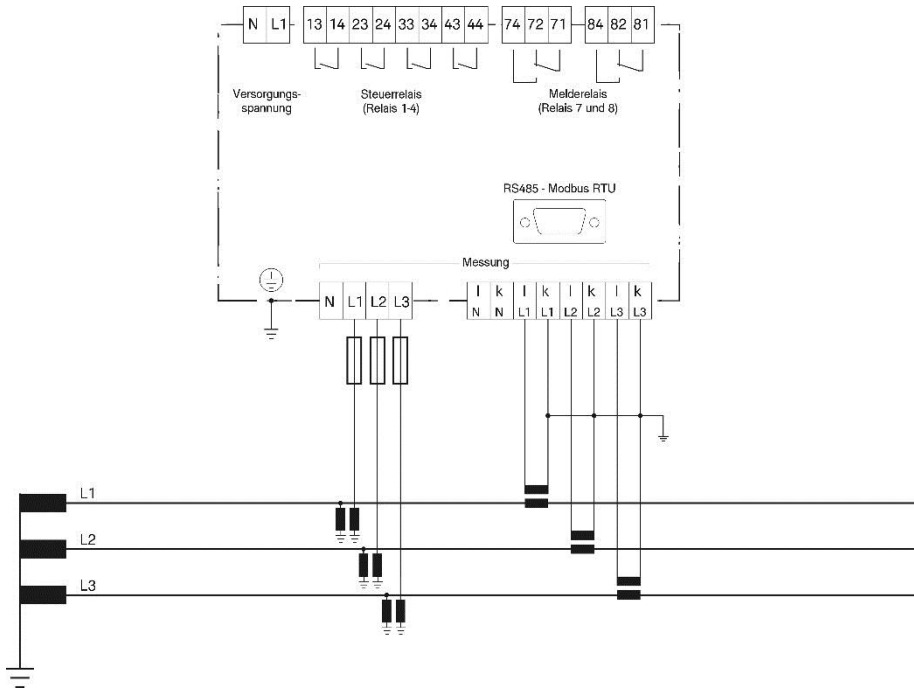 N L1 13 14 23 24 33 34 43 44 74 72 71 84 82 81
Versorgungs-
spannung
Steuerrelais
(Relais 1-4)
Melderelais
(Relais 7 und 8)
RS485 - Modbus RTU
Messung
N L1 L2 L3
l k l k l k l k
N N L1 L1 L2 L2 L3 L3
L1
L2
L3